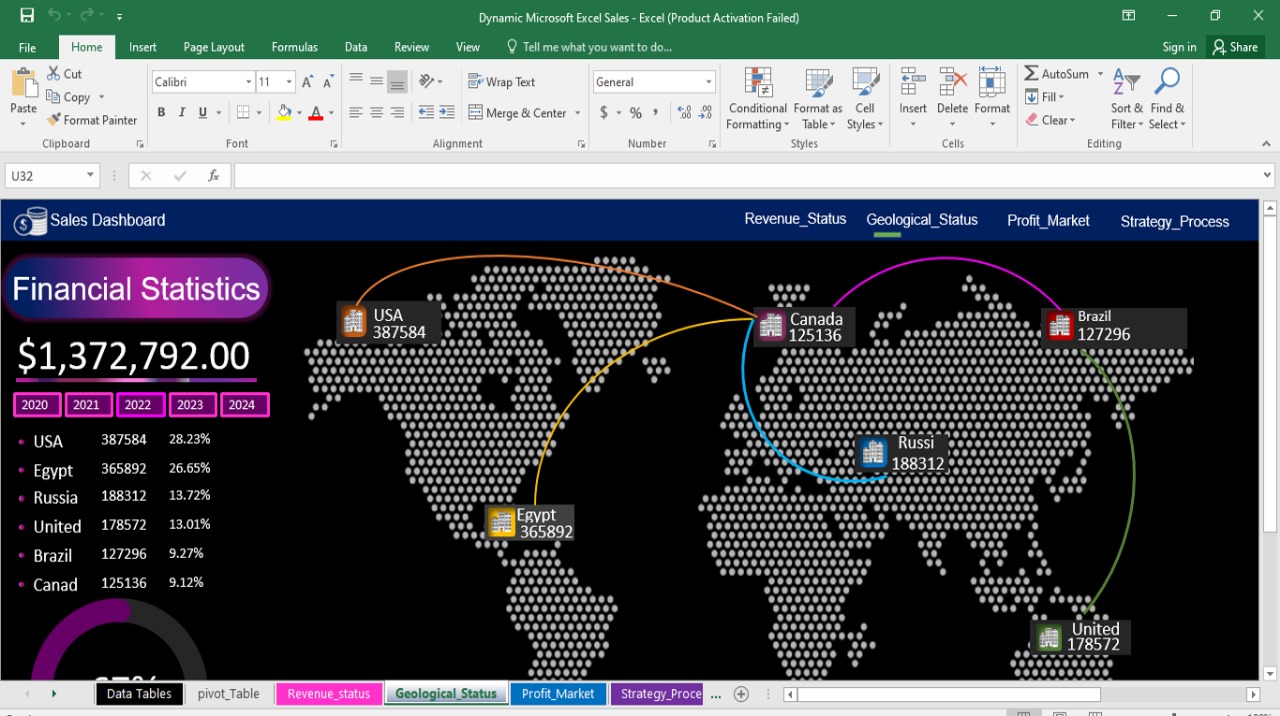 Dynamic Microsoft Excel Sales - Excel (Product Activation Failed)
File Home Insert Page Layout Formulas Data Review View Tell me what you want to do... Sign in Share
Paste
Cut
Copy
Format Painter
Clipboard
Calibri 11
B I U
Font
Wrap Text
Merge & Center
Alignment
General
$ % ,
Number
Conditional Formatting
Format as Table
Cell Styles
Styles
Insert Delete Format
Cells
AutoSum
Fill
Clear
Sort & Filter
Find & Select
Editing
U32 fx
Sales Dashboard Revenue_Status Geological_Status Profit_Market Strategy_Process
Financial Statistics
$1,372,792.00
2020 2021 2022 2023 2024
USA 387584 28.23%
Egypt 365892 26.65%
Russia 188312 13.72%
United 178572 13.01%
Brazil 127296 9.27%
Canad 125136 9.12%
USA
387584
Canada
125136
Brazil
127296
Russi
188312
Egypt
365892
United
178572
Data Tables pivot_Table Revenue_status Geological_Status Profit_Market Strategy_Proce ...